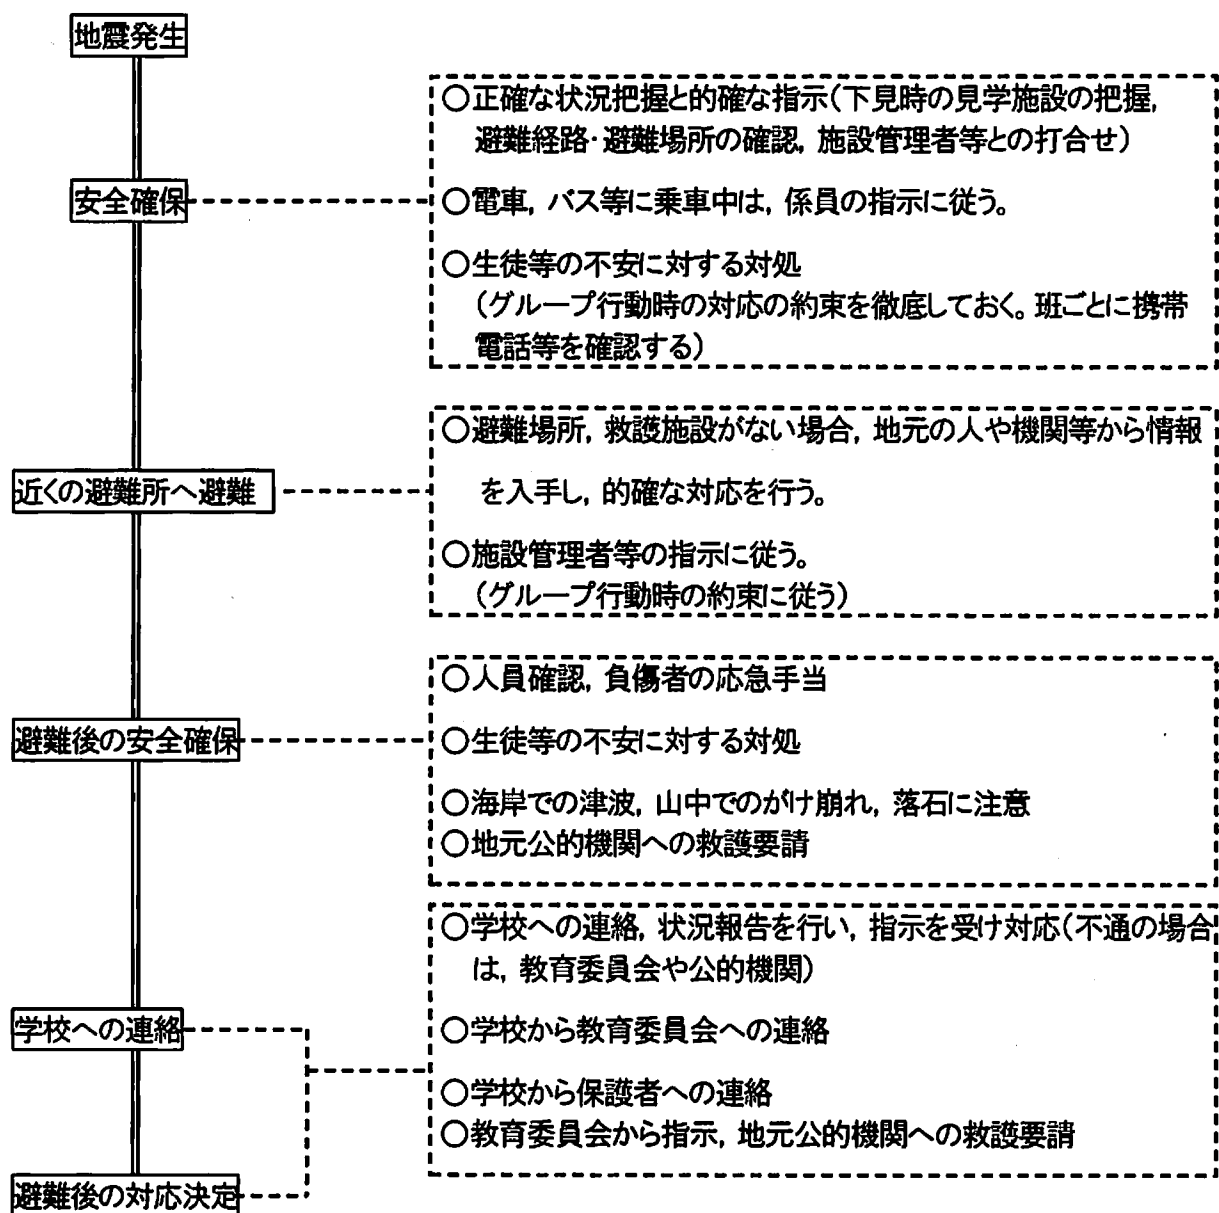 地震発生
○正確な状況把握と的確な指示(下見時の見学施設の把握,
避難経路・避難場所の確認, 施設管理者等との打合せ)
安全確保
○電車, バス等に乗車中は, 係員の指示に従う。
○生徒等の不安に対する対処
(グループ行動時の対応の約束を徹底しておく。班ごとに携帯
電話等を確認する)
○避難場所, 救護施設がない場合, 地元の人や機関等から情報
近くの避難所へ避難
を入手し, 的確な対応を行う。
○施設管理者等の指示に従う。
(グループ行動時の約束に従う)
○人員確認, 負傷者の応急手当
避難後の安全確保
○生徒等の不安に対する対処
○海岸での津波, 山中でのがけ崩れ, 落石に注意
○地元公的機関への救護要請
○学校への連絡, 状況報告を行い, 指示を受け対応(不通の場合
は, 教育委員会や公的機関)
学校への連絡
○学校から教育委員会への連絡
○学校から保護者への連絡
○教育委員会から指示, 地元公的機関への救護要請
避難後の対応決定